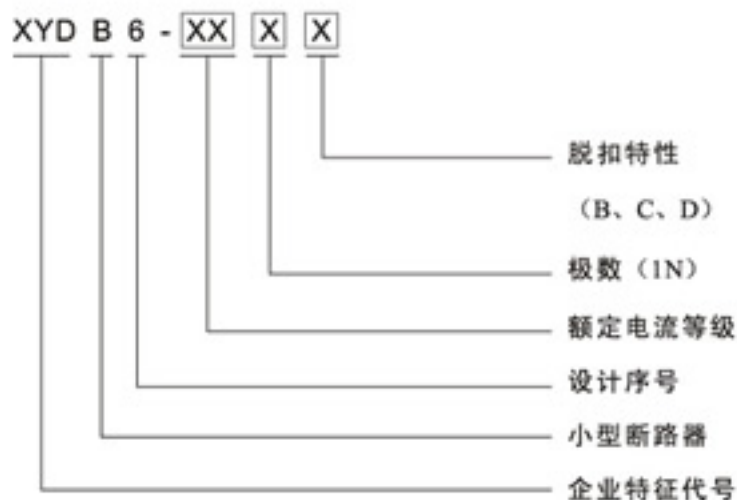 XYD B 6 - XX X X
脱扣特性
（B、C、D）
极数（1N）
额定电流等级
设计序号
小型断路器
企业特征代号